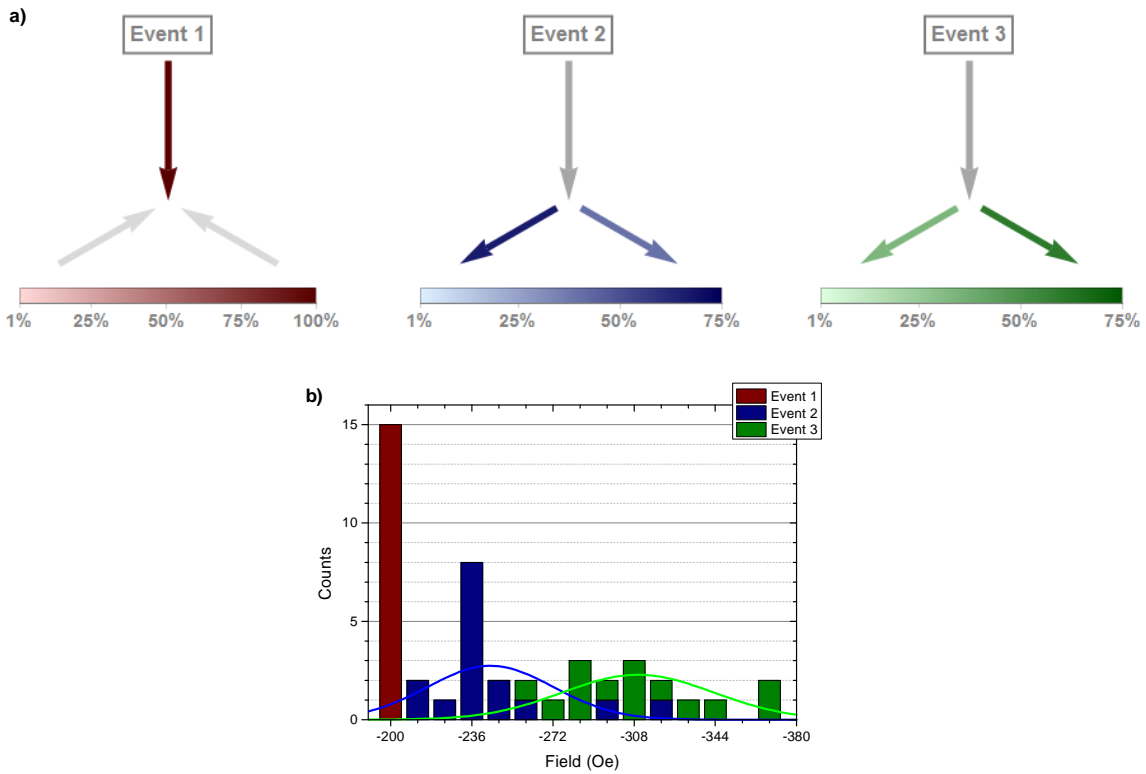 a)
Event 1 Event 2 Event 3
1% 25% 50% 75% 100% 1% 25% 50% 75% 1% 25% 50% 75%
b)
Event 1
Event 2
Event 3
15
10
5
0
Counts
-200 -236 -272 -308 -344 -380
Field (Oe)